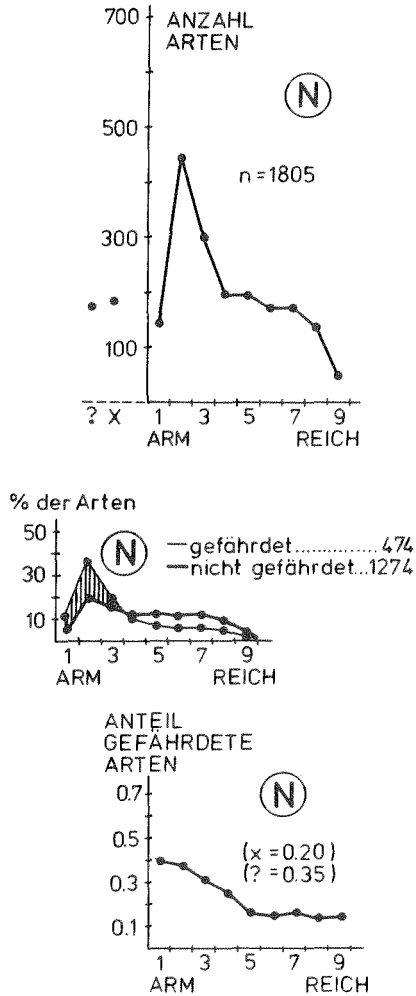 700
ANZAHL
ARTEN
N
500
n=1805
300
100
? X
1 3 5 7 9
ARM REICH
% der Arten
50
N
gefährdet.............. 474
30
nicht gefährdet...1274
10
1 3 5 7 9
ARM REICH
ANTEIL
GEFÄHRDETE
ARTEN
0.7
N
0.5
(x =0.20)
(? =0.35)
0.3
0.1
1 3 5 7 9
ARM REICH